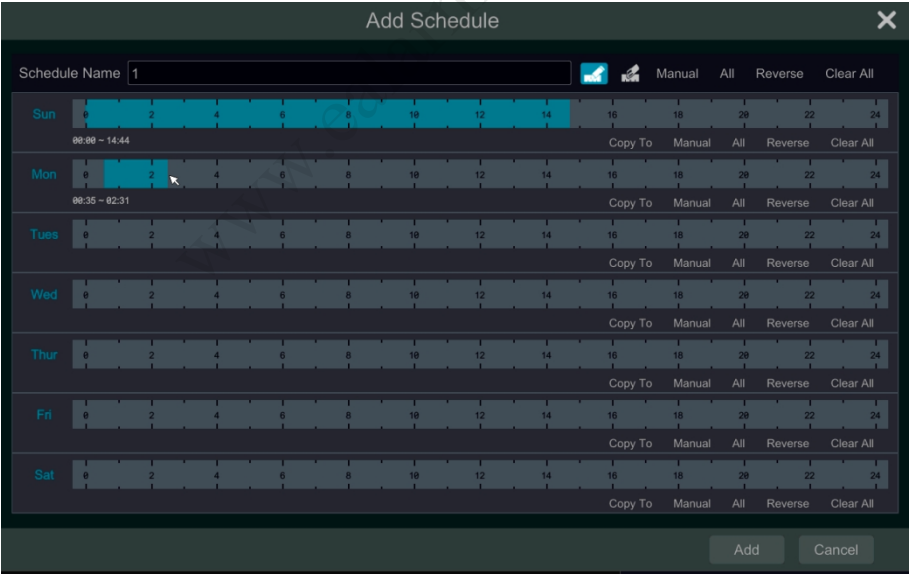 Add Schedule
Schedule Name 1 Manual All Reverse Clear All
Sun 0 2 4 6 8 10 12 14 16 18 20 22 24
00:00 ~ 14:44 Copy To Manual All Reverse Clear All
Mon 0 2 4 6 8 10 12 14 16 18 20 22 24
00:35 ~ 02:31 Copy To Manual All Reverse Clear All
Tues 0 2 4 6 8 10 12 14 16 18 20 22 24
Copy To Manual All Reverse Clear All
Wed 0 2 4 6 8 10 12 14 16 18 20 22 24
Copy To Manual All Reverse Clear All
Thur 0 2 4 6 8 10 12 14 16 18 20 22 24
Copy To Manual All Reverse Clear All
Fri 0 2 4 6 8 10 12 14 16 18 20 22 24
Copy To Manual All Reverse Clear All
Sat 0 2 4 6 8 10 12 14 16 18 20 22 24
Copy To Manual All Reverse Clear All
Add Cancel